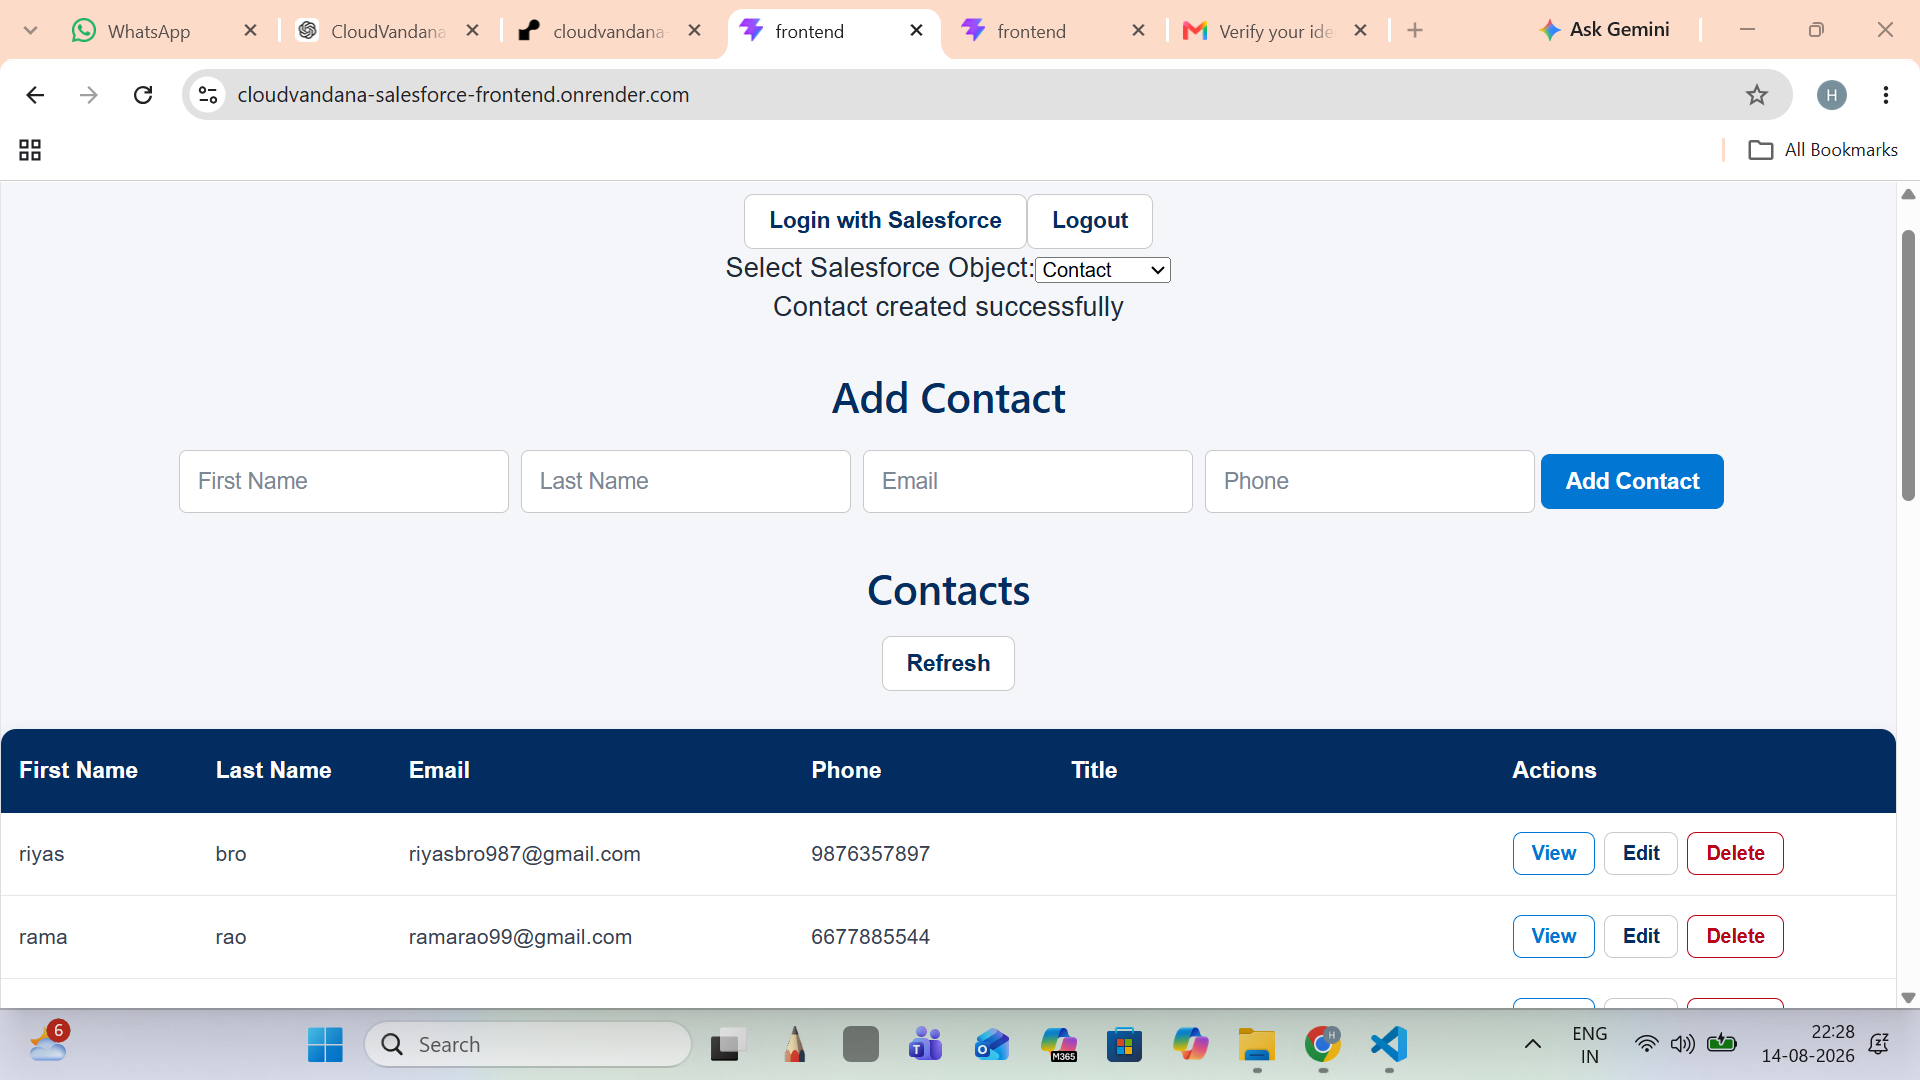 WhatsApp
CloudVandana
cloudvandana-
frontend
frontend
Verify your ide
Ask Gemini
cloudvandana-salesforce-frontend.onrender.com
H
All Bookmarks
Login with Salesforce Logout
Select Salesforce Object: Contact
Contact created successfully
Add Contact
First Name Last Name Email Phone Add Contact
Contacts
Refresh
First Name Last Name Email Phone Title Actions
riyas bro riyasbro987@gmail.com 9876357897 View Edit Delete
rama rao ramarao99@gmail.com 6677885544 View Edit Delete
6
Search
T
O
M365
H
ENG
IN
22:28
14-08-2026